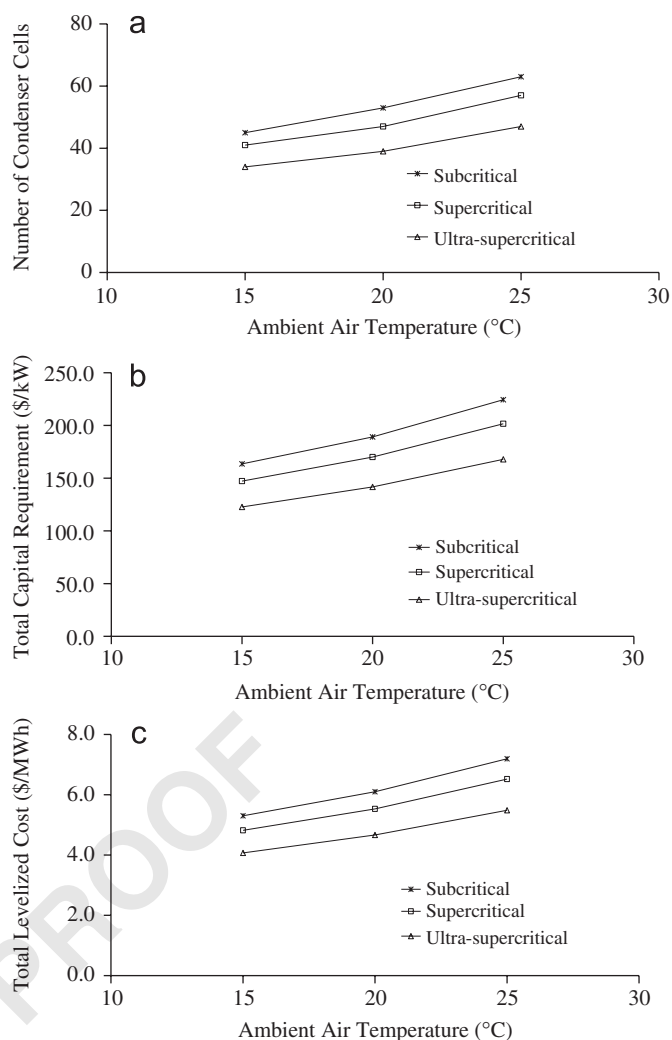 a
80
60
40
20
0
10
15
20
25
30
Number of Condenser Cells
Ambient Air Temperature (°C)
Subcritical
Supercritical
Ultra-supercritical
b
250.0
200.0
150.0
100.0
50.0
0.0
10
15
20
25
30
Total Capital Requirement ($/kW)
Ambient Air Temperature (°C)
Subcritical
Supercritical
Ultra-supercritical
c
8.0
6.0
4.0
2.0
0.0
10
15
20
25
30
Total Levelized Cost ($/MWh)
Ambient Air Temperature (°C)
Subcritical
Supercritical
Ultra-supercritical
PROOF